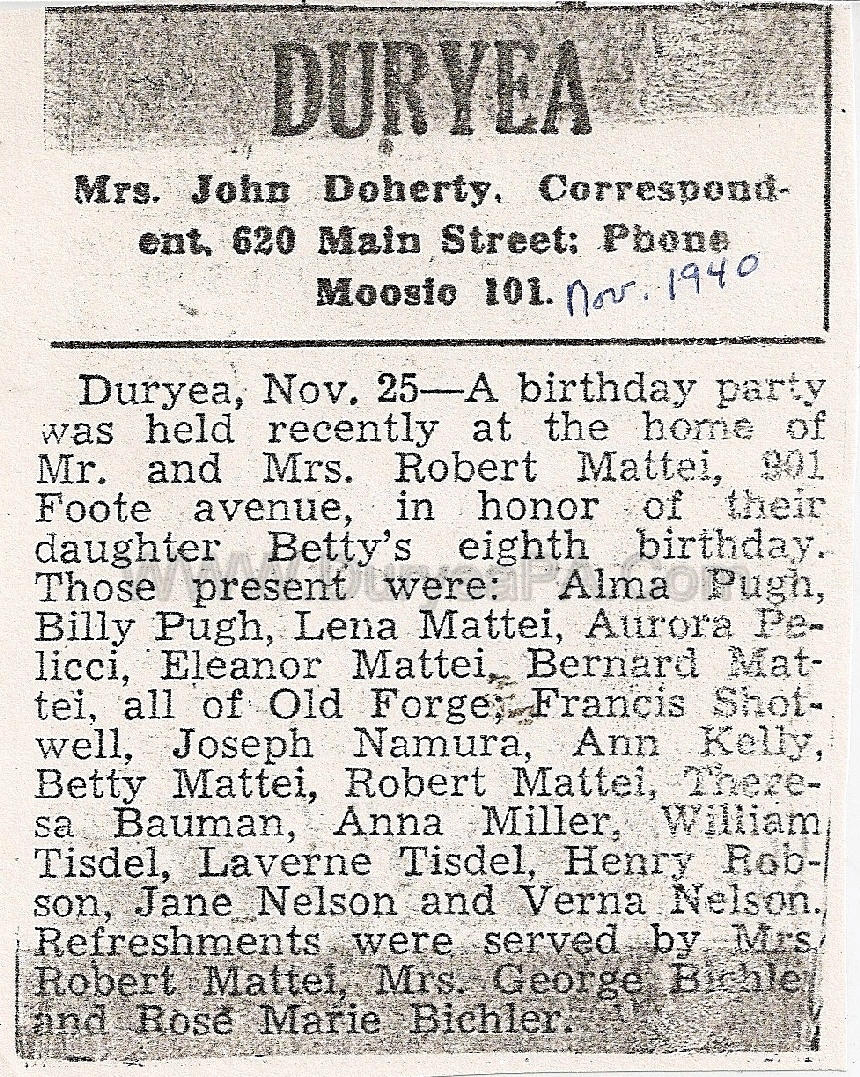 DURYEA
Mrs. John Doherty, Correspond-
ent, 620 Main Street; Phone
Moosic 101. Nov. 1940
Duryea, Nov. 25—A birthday party
was held recently at the home of
Mr. and Mrs. Robert Mattei, 901
Foote avenue, in honor of their
daughter Betty's eighth birthday.
www.DuryeaPA.Com
Those present were: Alma Pugh,
Billy Pugh, Lena Mattei, Aurora Pe-
licci, Eleanor Mattei, Bernard Mat-
tei, all of Old Forge; Francis Shot-
well, Joseph Namura, Ann Kelly,
Betty Mattei, Robert Mattei, There-
sa Bauman, Anna Miller, William
Tisdel, Laverne Tisdel, Henry Rob-
son, Jane Nelson and Verna Nelson.
Refreshments were served by Mrs.
Robert Mattei, Mrs. George Bichle
and Rose Marie Bichler.